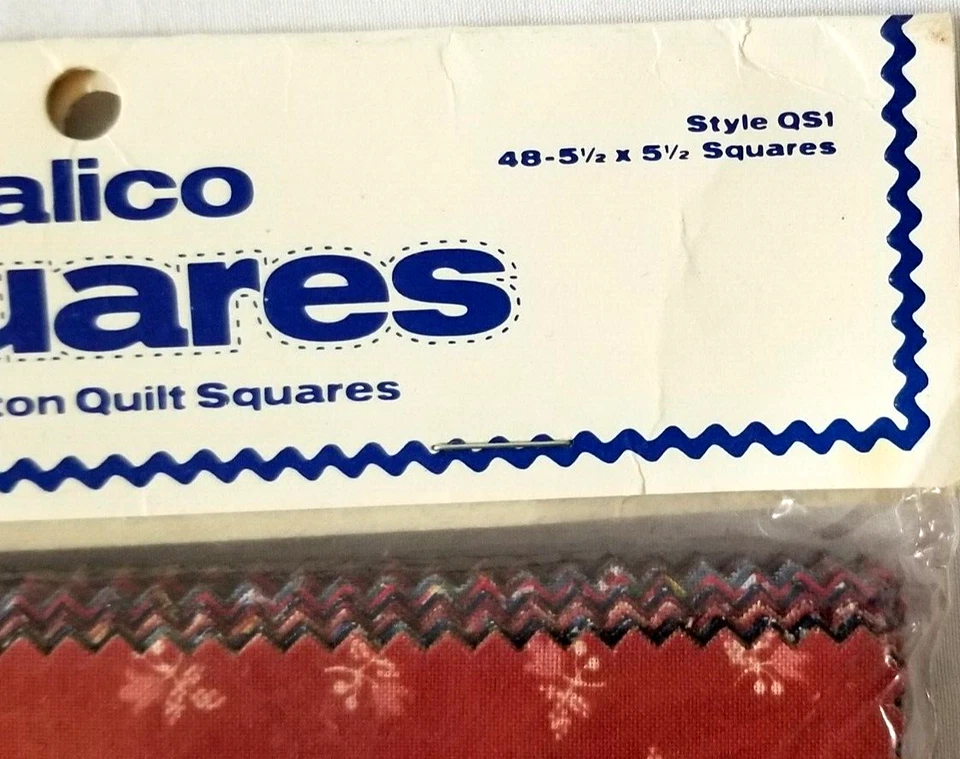 Style QS1
48-5½ x 5½ Squares
alico
uares
ton Quilt Squares